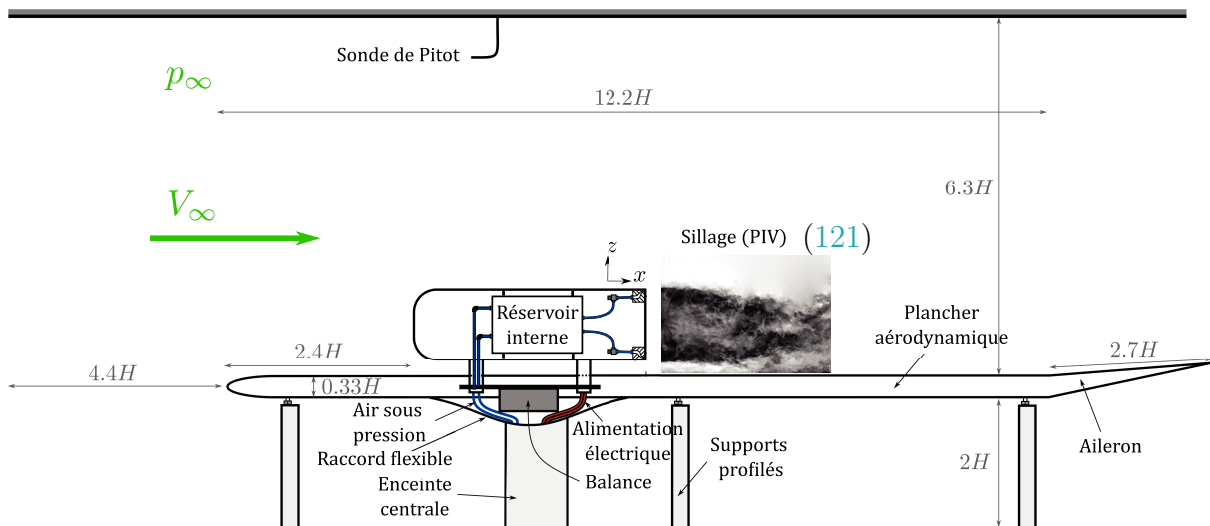 Sonde de Pitot
p∞
12.2H
6.3H
V∞
Sillage (PIV) (121)
z
x
Réservoir
interne
Plancher
aérodynamique
2.4H
2.7H
4.4H
0.33H
Air sous
pression
Raccord flexible
Enceinte
centrale
Alimentation
électrique
Balance
Supports
profilés
2H
Aileron